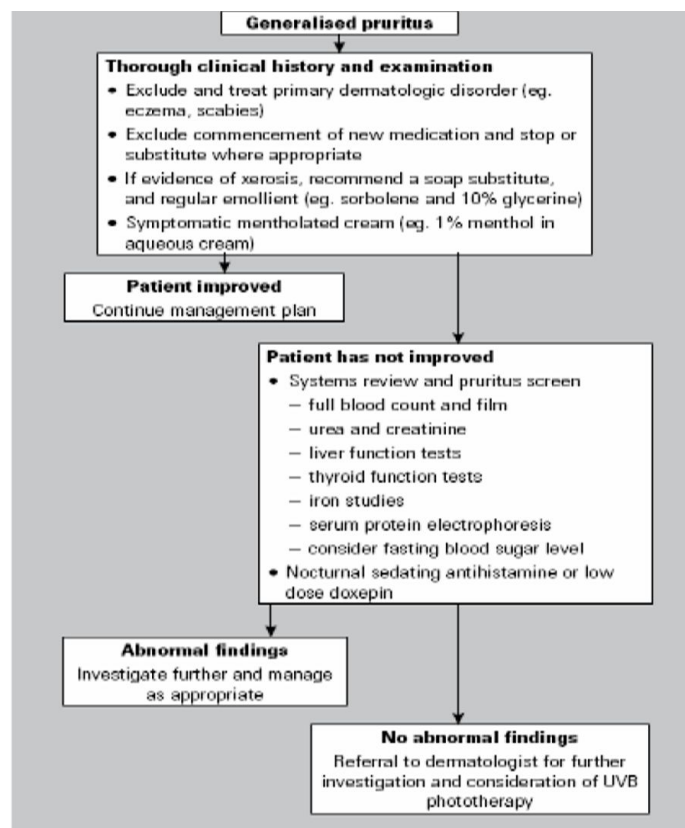 Generalised pruritus
Thorough clinical history and examination
• Exclude and treat primary dermatologic disorder (eg.
eczema, scabies)
• Exclude commencement of new medication and stop or
substitute where appropriate
• If evidence of xerosis, recommend a soap substitute,
and regular emollient (eg. sorbolene and 10% glycerine)
• Symptomatic mentholated cream (eg. 1% menthol in
aqueous cream)
Patient improved
Continue management plan
Patient has not improved
• Systems review and pruritus screen
– full blood count and film
– urea and creatinine
– liver function tests
– thyroid function tests
– iron studies
– serum protein electrophoresis
– consider fasting blood sugar level
• Nocturnal sedating antihistamine or low
dose doxepin
Abnormal findings
Investigate further and manage
as appropriate
No abnormal findings
Referral to dermatologist for further
investigation and consideration of UVB
phototherapy